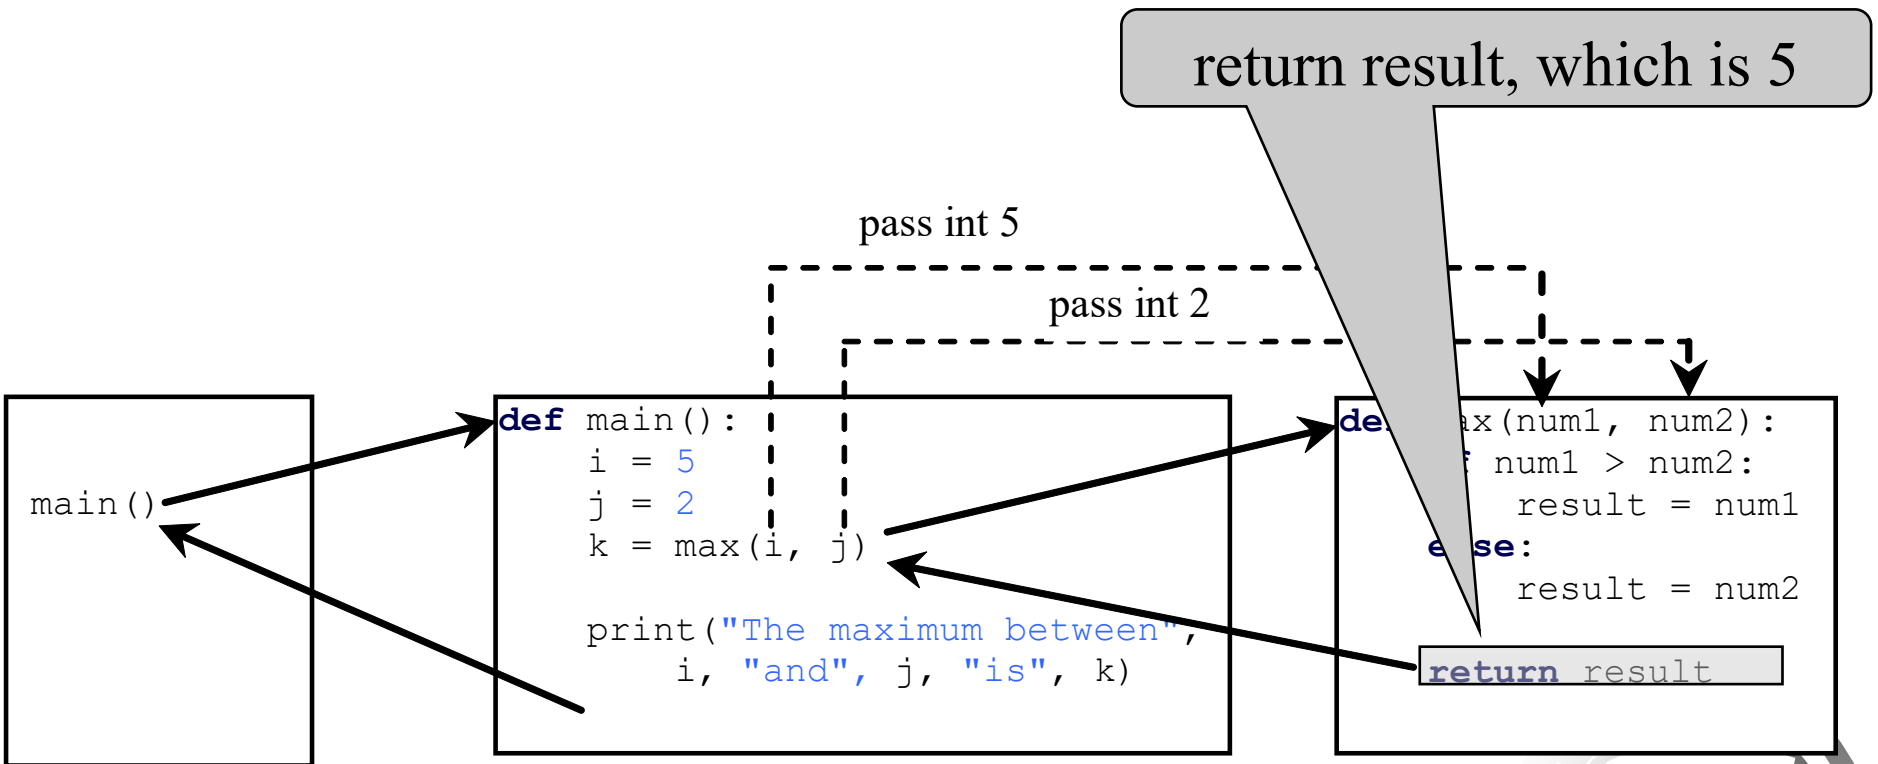 return result, which is 5
pass int 5
pass int 2
main()
def main():
    i = 5
    j = 2
    k = max(i, j)
    print("The maximum between",
        i, "and", j, "is", k)
ax(num1, num2):
    num1 > num2:
        result = num1
        result = num2
    return result